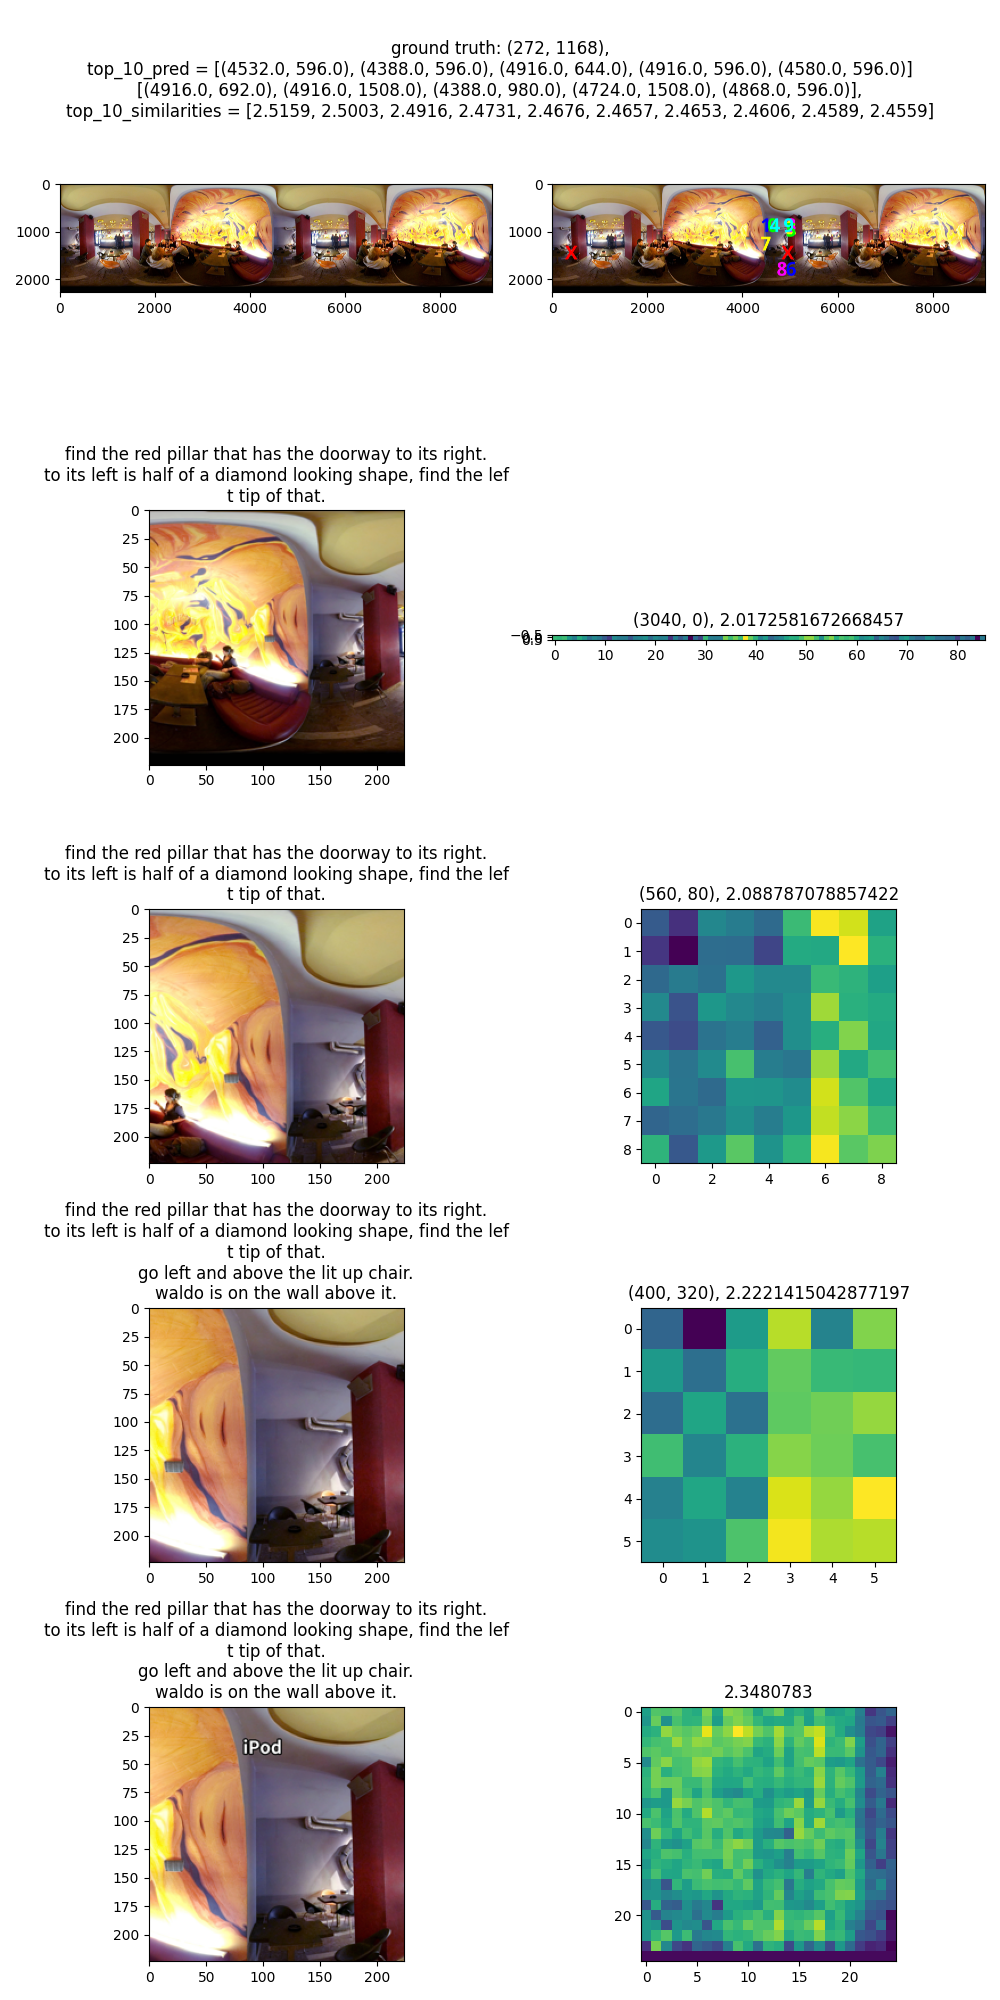 ground truth: (272, 1168),
top_10_pred = [(4532.0, 596.0), (4388.0, 596.0), (4916.0, 644.0), (4916.0, 596.0), (4580.0, 596.0)]
[(4916.0, 692.0), (4916.0, 1508.0), (4388.0, 980.0), (4724.0, 1508.0), (4868.0, 596.0)],
top_10_similarities = [2.5159, 2.5003, 2.4916, 2.4731, 2.4676, 2.4657, 2.4653, 2.4606, 2.4589, 2.4559]
0
1000
2000
0 2000 4000 6000 8000
X
0
1000
2000
0 2000 4000 6000 8000
7
X
8
find the red pillar that has the doorway to its right.
to its left is half of a diamond looking shape, find the lef
t tip of that.
0
25
50
75
100
125
150
175
200
0 50 100 150 200
(3040, 0), 2.0172581672668457
0 10 20 30 40 50 60 70 80
find the red pillar that has the doorway to its right.
to its left is half of a diamond looking shape, find the lef
t tip of that.
0
25
50
75
100
125
150
175
200
0 50 100 150 200
(560, 80), 2.088787078857422
0
1
2
3
4
5
6
7
8
0 2 4 6 8
find the red pillar that has the doorway to its right.
to its left is half of a diamond looking shape, find the lef
t tip of that.
go left and above the lit up chair.
waldo is on the wall above it.
0
25
50
75
100
125
150
175
200
0 50 100 150 200
(400, 320), 2.2221415042877197
0
1
2
3
4
5
0 1 2 3 4 5
find the red pillar that has the doorway to its right.
to its left is half of a diamond looking shape, find the lef
t tip of that.
go left and above the lit up chair.
waldo is on the wall above it.
0
25
50
75
100
125
150
175
200
0 50 100 150 200
iPod
2.3480783
0
5
10
15
20
0 5 10 15 20